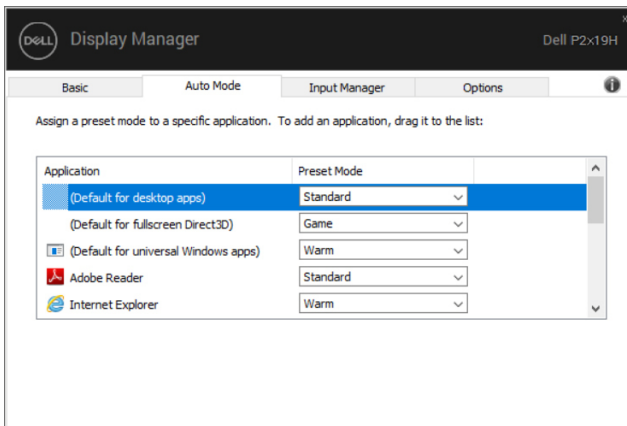 x
DELL Display Manager Dell P2x19H
Basic Auto Mode Input Manager Options
Assign a preset mode to a specific application. To add an application, drag it to the list:
Application Preset Mode
(Default for desktop apps) Standard
(Default for fullscreen Direct3D) Game
(Default for universal Windows apps) Warm
Adobe Reader Standard
Internet Explorer Warm